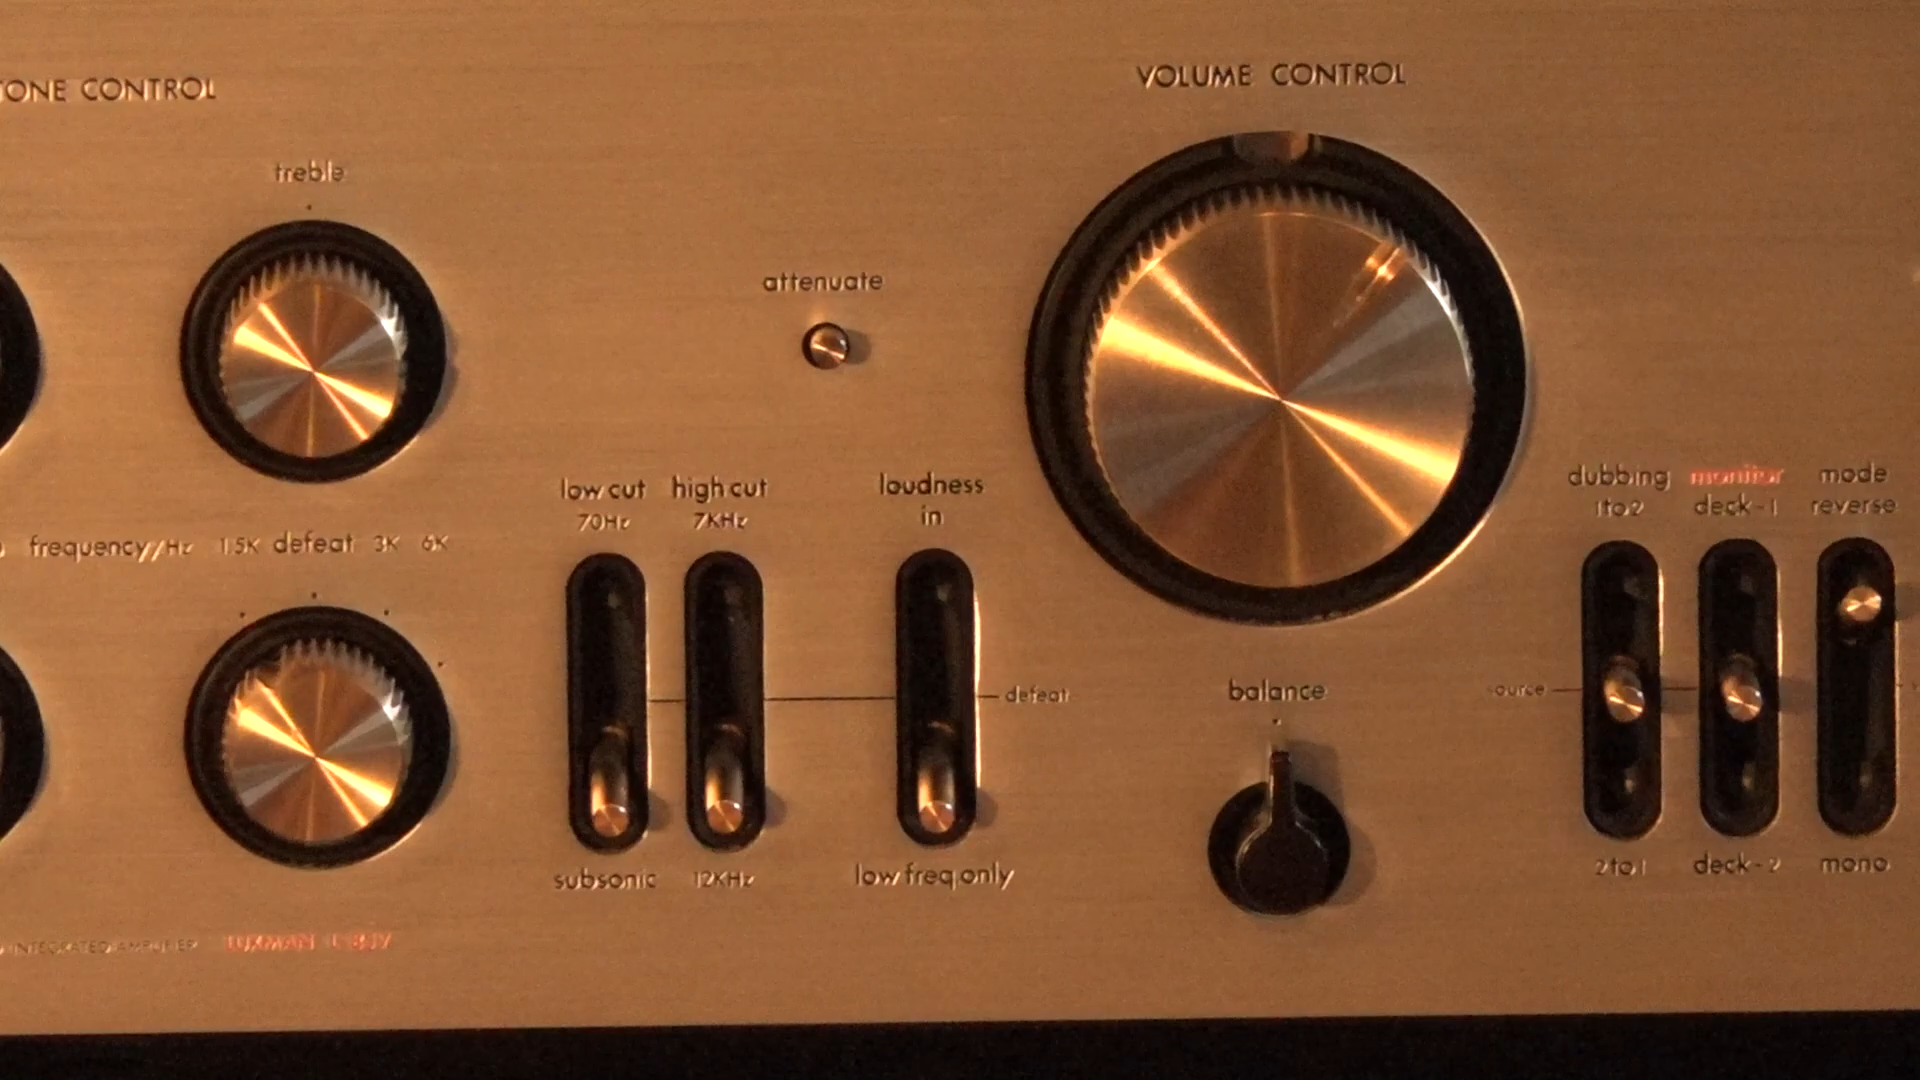 TONE CONTROL
VOLUME CONTROL
treble
attenuate
low cut
70Hz
high cut
7KHz
loudness
in
dubbing
1to2
monitor
deck-1
mode
reverse
frequency/Hz 1.5K defeat 3K 6K
defeat
balance
source
subsonic
12KHz
low freq.only
2to1
deck-2
mono
INTEGRATED AMPLIFIER LUXMAN